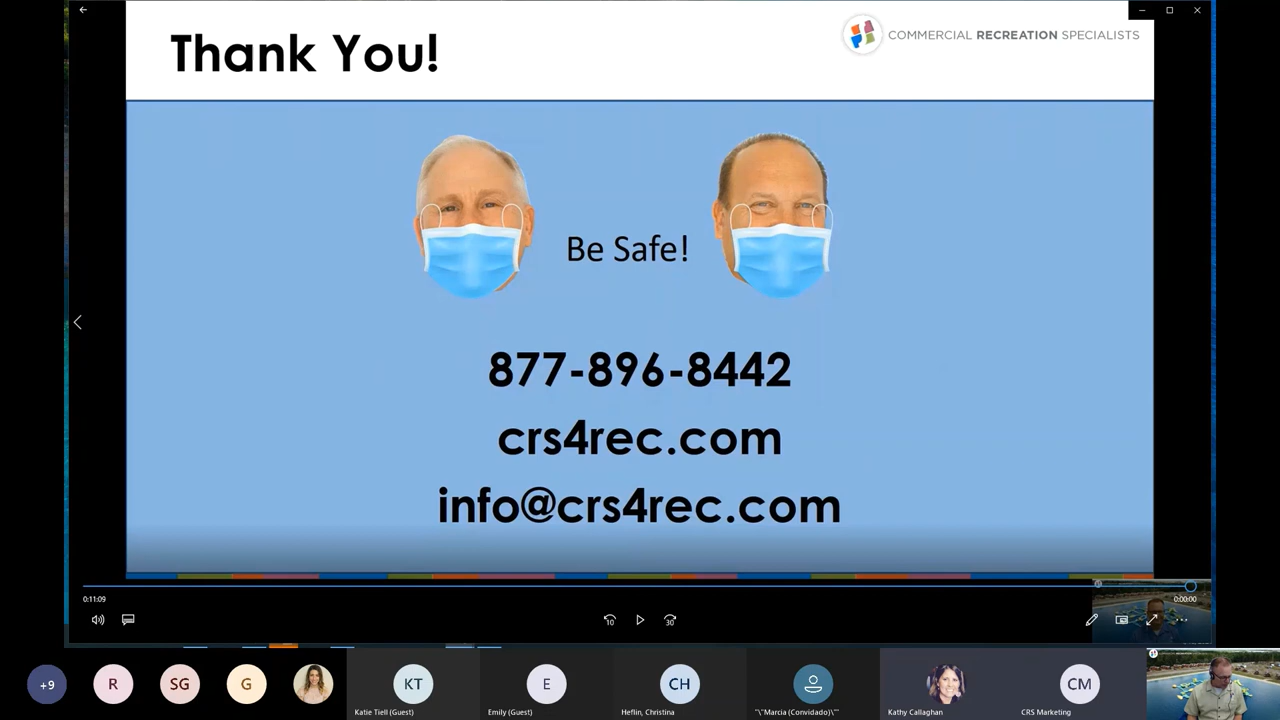 Thank You!
COMMERCIAL RECREATION SPECIALISTS
Be Safe!
877-896-8442
crs4rec.com
info@crs4rec.com
0:11:09
0:00:00
10
30
+9
R
SG
G
KT
E
CH
CM
Katie Tiell (Guest)
Emily (Guest)
Heflin, Christina
"\"Marcia (Convidado)\""
Kathy Callaghan
CRS Marketing